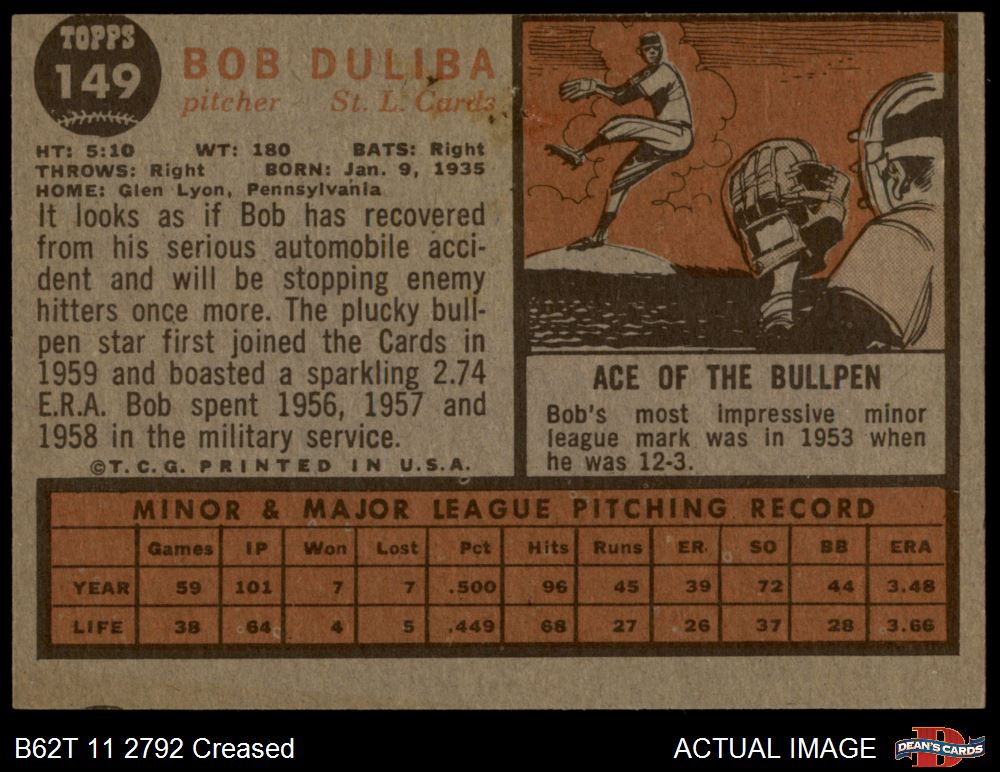 TOPPS
149
BOB DULIBA
pitcher St. L. Cards
HT: 5:10 WT: 180 BATS: Right
THROWS: Right BORN: Jan. 9, 1935
HOME: Glen Lyon, Pennsylvania
It looks as if Bob has recovered
from his serious automobile acci-
dent and will be stopping enemy
hitters once more. The plucky bull-
pen star first joined the Cards in
1959 and boasted a sparkling 2.74
E.R.A. Bob spent 1956, 1957 and
1958 in the military service.
©T.C.G. PRINTED IN U.S.A.
ACE OF THE BULLPEN
Bob's most impressive minor
league mark was in 1953 when
he was 12-3.
MINOR & MAJOR LEAGUE PITCHING RECORD
Games IP Won Lost Pct Hits Runs ER. SO BB ERA
YEAR 59 101 7 7 .500 96 45 39 72 44 3.48
LIFE 38 64 4 5 .449 68 27 26 37 28 3.66
B62T 11 2792 Creased ACTUAL IMAGE DEAN'S CARDS